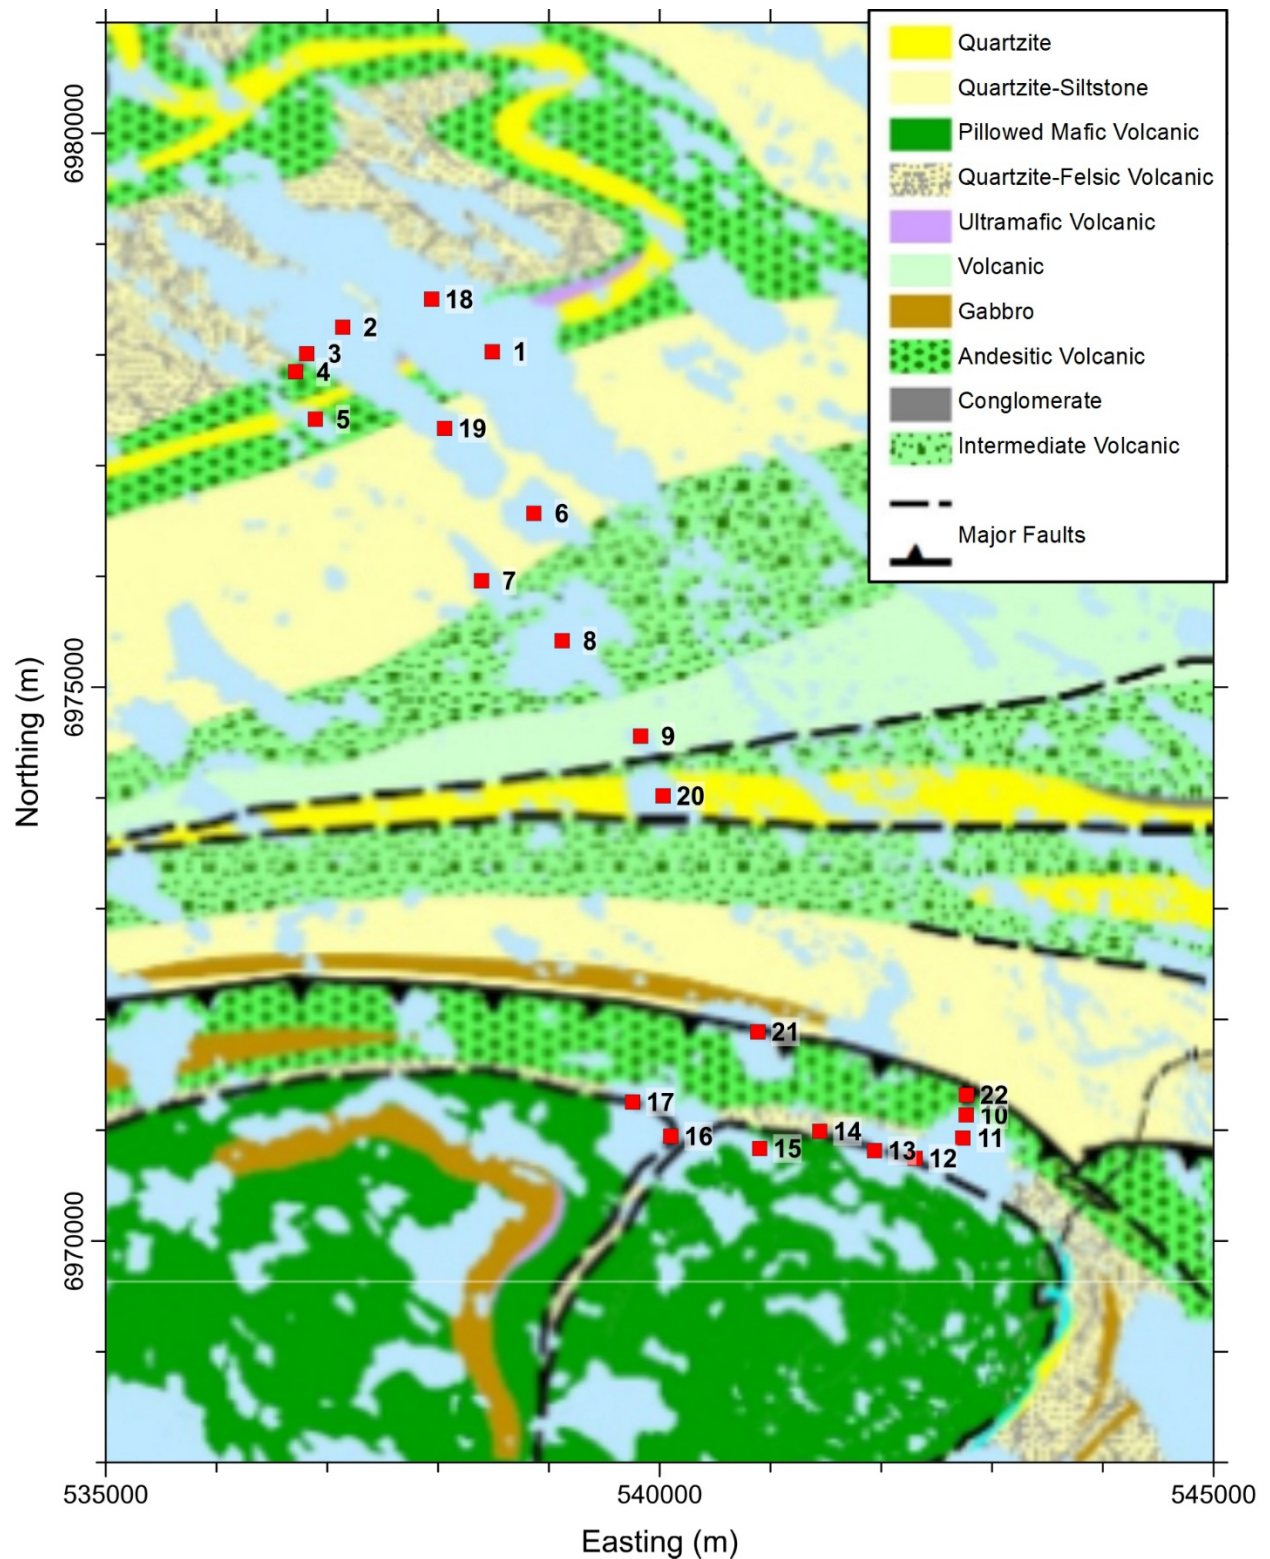 Quartzite
Quartzite-Siltstone
Pillowed Mafic Volcanic
Quartzite-Felsic Volcanic
Ultramafic Volcanic
Volcanic
Gabbro
Andesitic Volcanic
Conglomerate
Intermediate Volcanic
Major Faults
6980000
18
2
3
1
4
5
19
6
7
8
6975000
Northing (m)
9
20
21
22
17
10
14
16
11
15
13
12
6970000
535000
540000
545000
Easting (m)